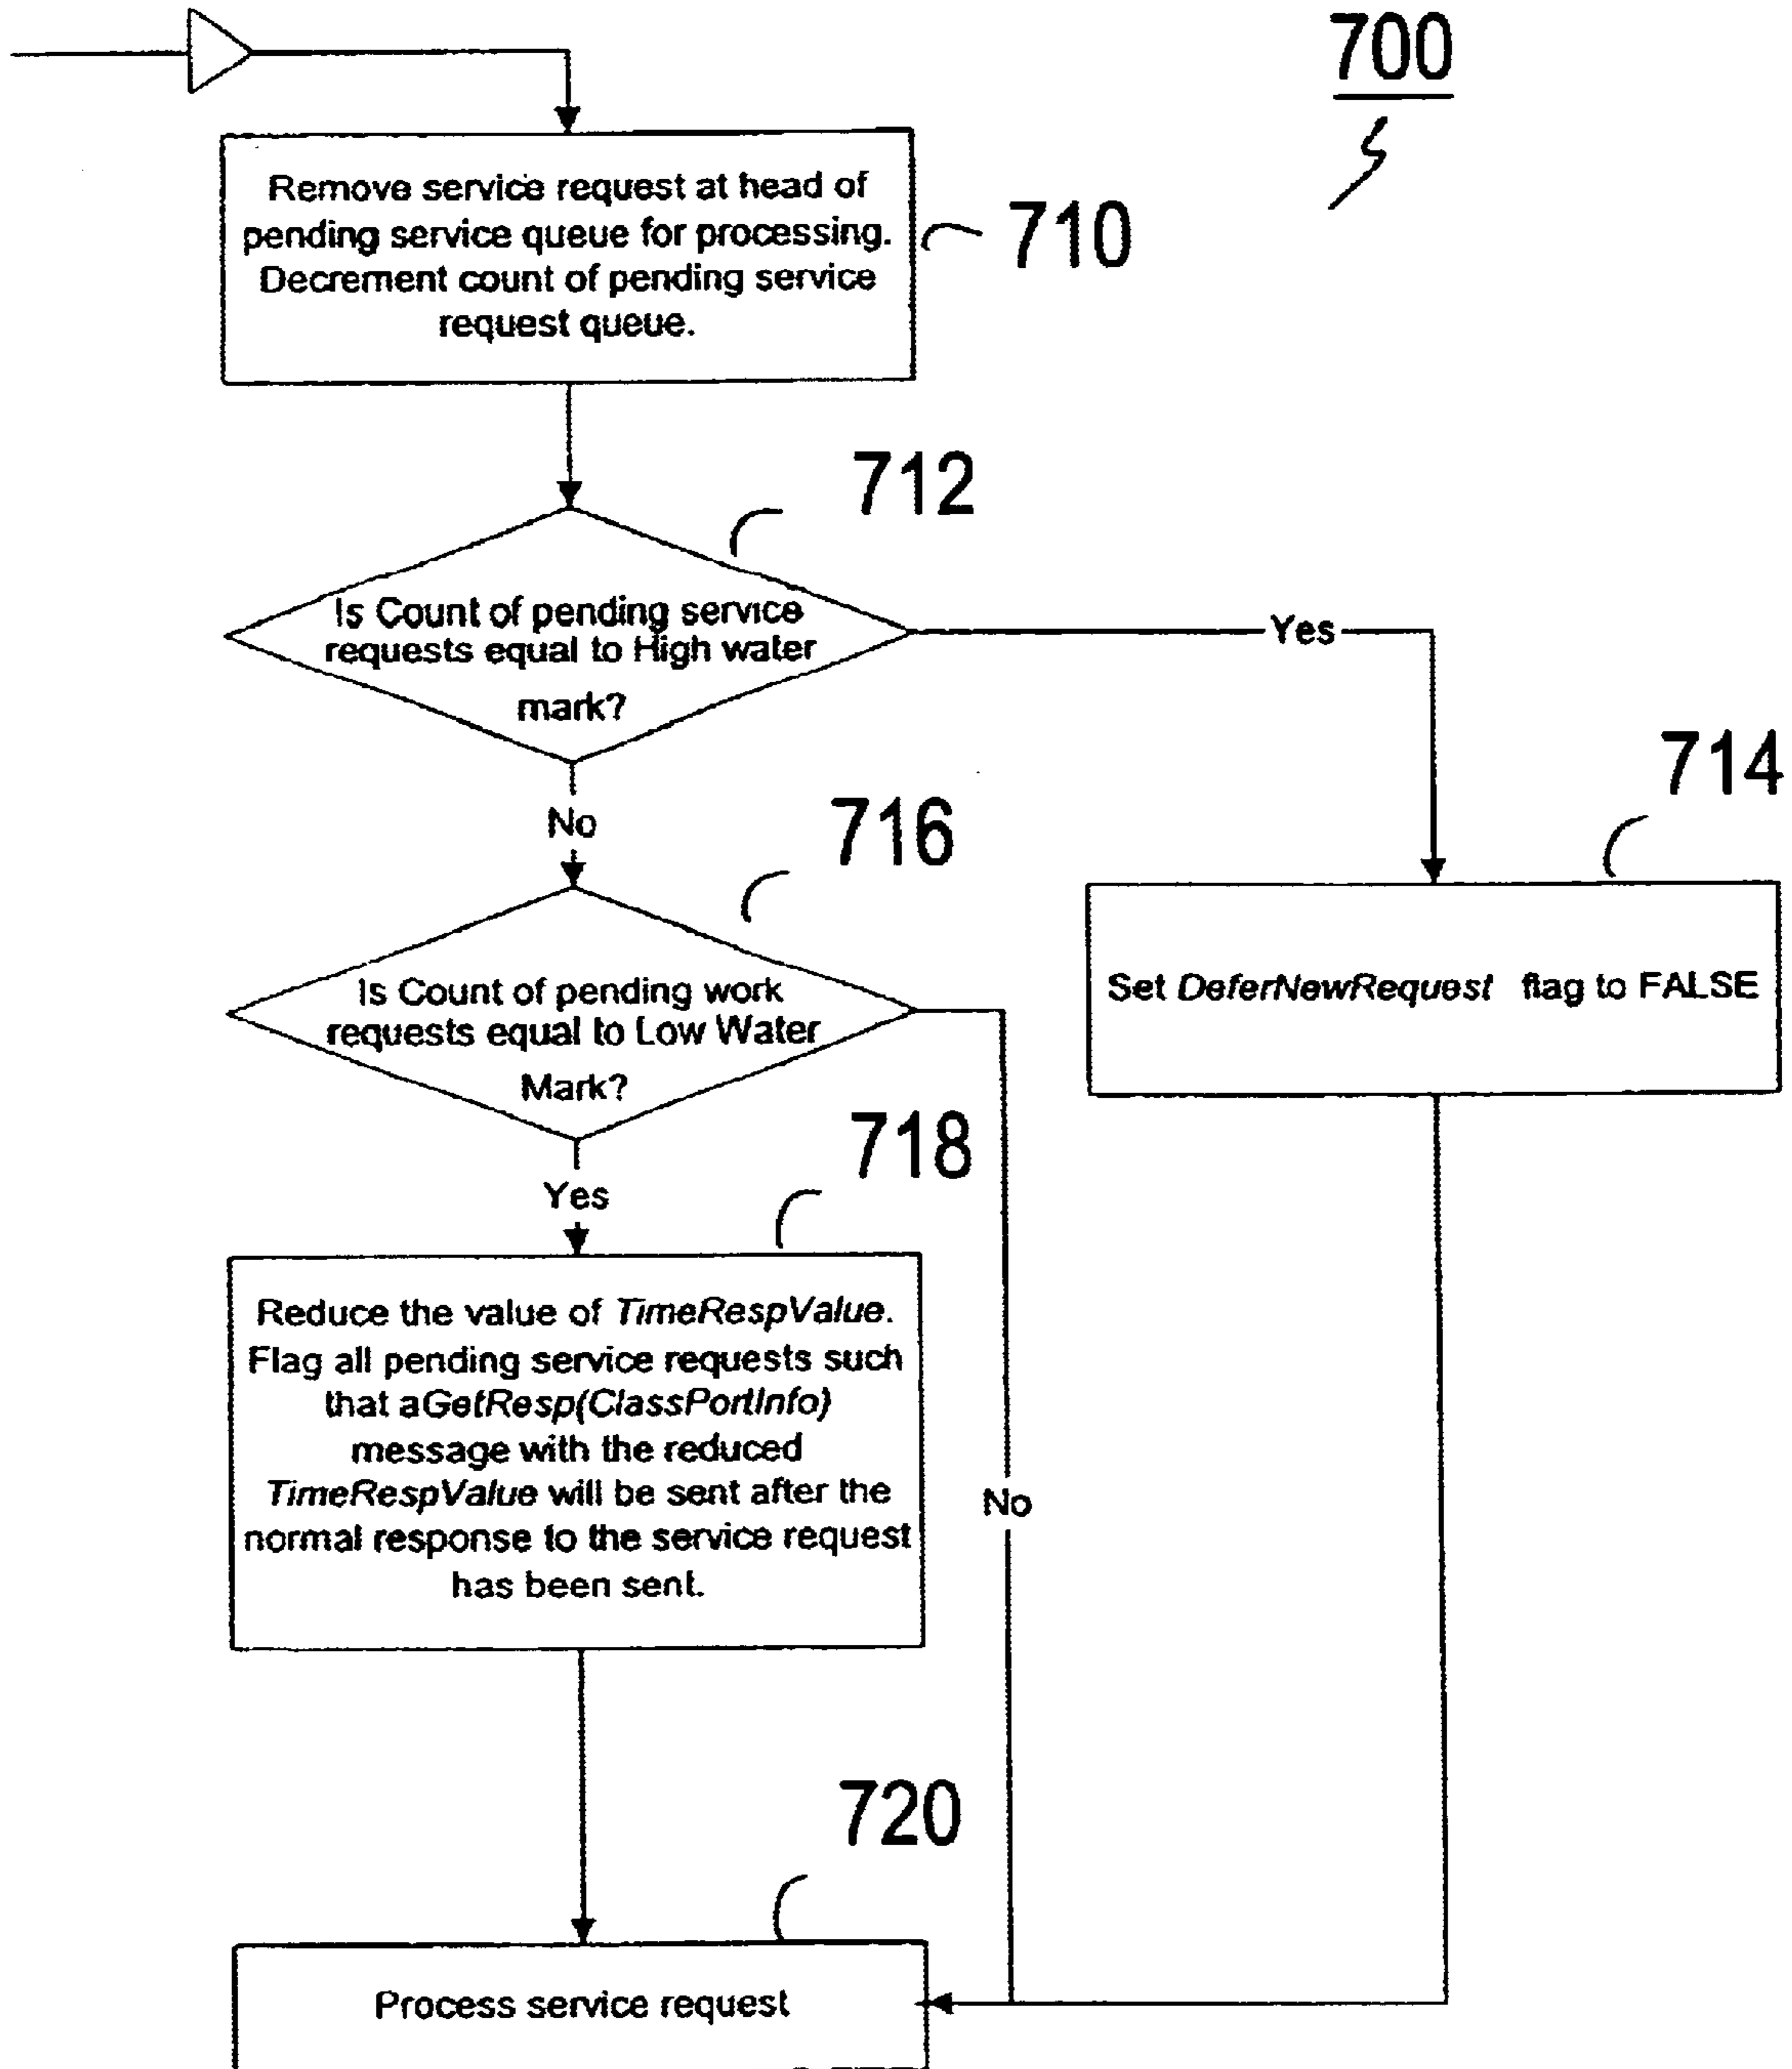 700
Remove service request at head of
pending service queue for processing.
Decrement count of pending service
request queue.
710
712
Is Count of pending service
requests equal to High water
mark?
Yes
No
714
716
Set DeferNewRequest flag to FALSE
Is Count of pending work
requests equal to Low Water
Mark?
718
Yes
Reduce the value of TimeRespValue.
Flag all pending service requests such
that aGetResp(ClassPortInfo)
message with the reduced
TimeRespValue will be sent after the
normal response to the service request
has been sent.
No
720
Process service request